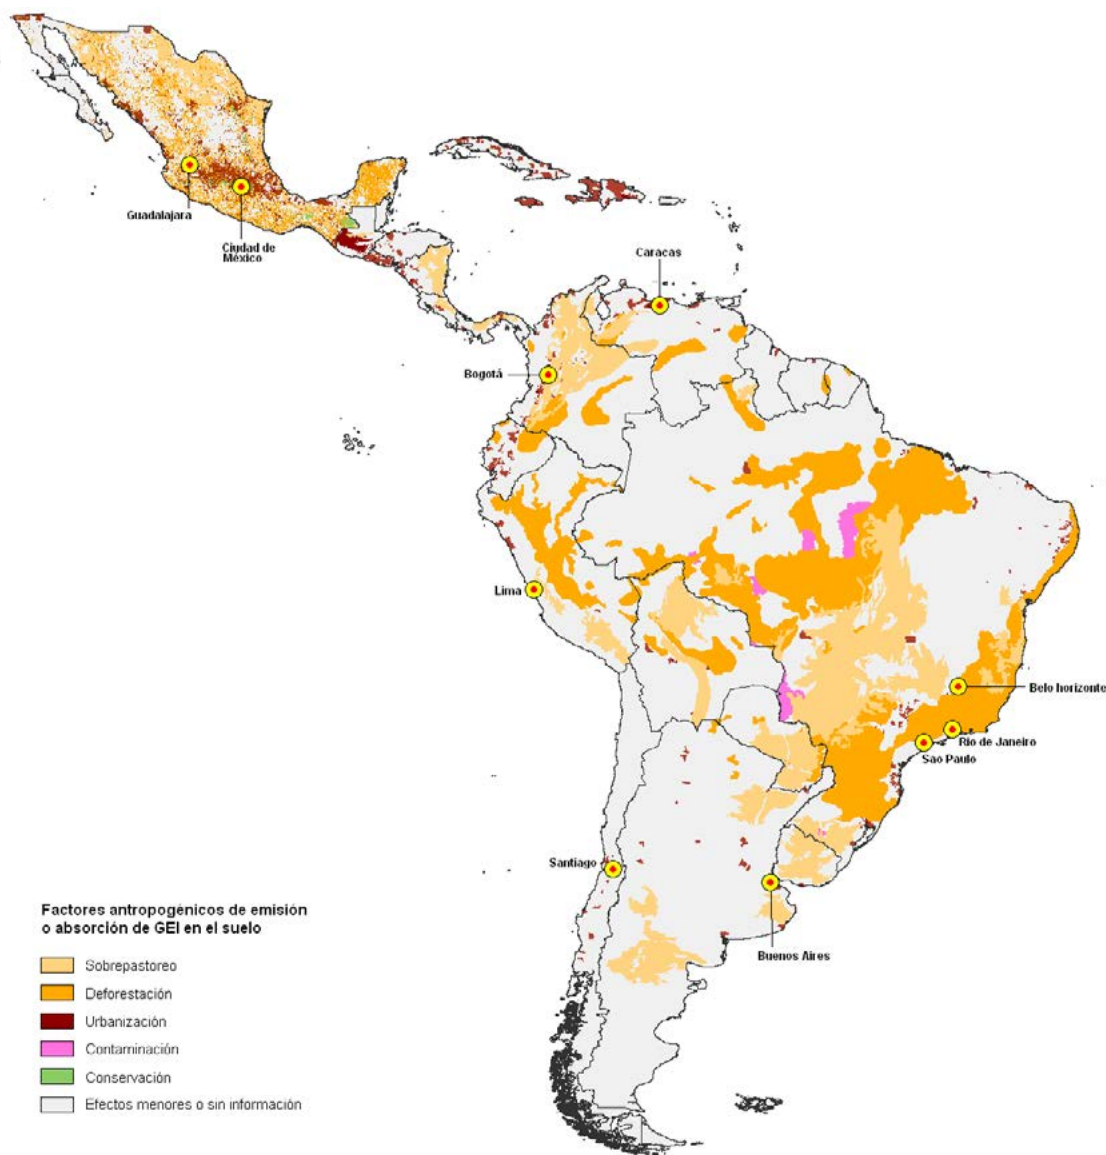 Guadalajara
Ciudad de
México
Caracas
Bogotá
Lima
Belo horizonte
Río de Janeiro
Sao Paulo
Santiago
Buenos Aires
Factores antropogénicos de emisión
o absorción de GEI en el suelo
Sobrepastoreo
Deforestación
Urbanización
Contaminación
Conservación
Efectos menores o sin información